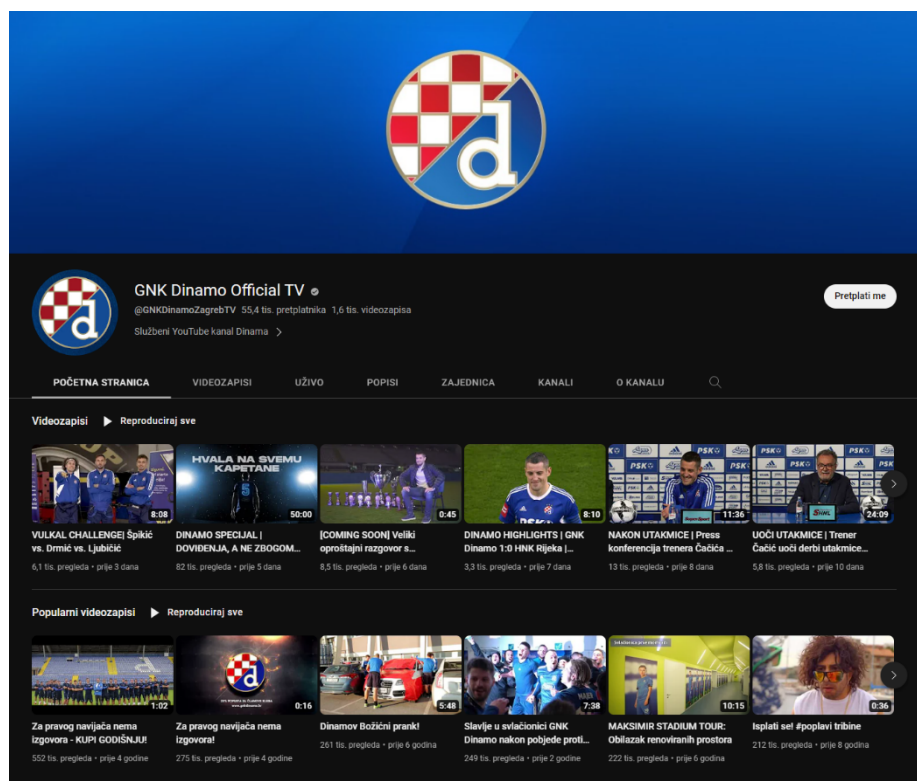 GNK Dinamo Official TV
@GNKDinamoZagrebTV 55,4 tis. pretplatnika 1,6 tis. videozapisa
Službeni YouTube kanal Dinama
Pretplati me
POČETNA STRANICA VIDEOZAPISI UŽIVO POPISI ZAJEDNICA KANALI O KANALU
Videozapisi Reproduciraj sve
HVALA NA SVEMU
KAPETANE
PSK
8:08 50:00 0:45 8:10 11:36 24:09
VULKAL CHALLENGE| Špikić
vs. Drmić vs. Ljubičić
6,1 tis. pregleda • prije 3 dana
DINAMO SPECIJAL |
DOVIĐENJA, A NE ZBOGOM...
82 tis. pregleda • prije 5 dana
[COMING SOON] Veliki
oproštajni razgovor s...
8,5 tis. pregleda • prije 6 dana
DINAMO HIGHLIGHTS | GNK
Dinamo 1:0 HNK Rijeka |...
3,3 tis. pregleda • prije 7 dana
NAKON UTAKMICE | Press
konferencija trenera Čačića ...
13 tis. pregleda • prije 8 dana
UOČI UTAKMICE | Trener
Čačić uoči derbi utakmice...
5,8 tis. pregleda • prije 10 dana
Popularni videozapisi Reproduciraj sve
1:02 0:16 5:48 7:38 10:15 0:36
Za pravog navijača nema
izgovora - KUPI GODIŠNJU!
552 tis. pregleda • prije 4 godine
Za pravog navijača nema
izgovora!
275 tis. pregleda • prije 4 godine
Dinamov Božićni prank!
261 tis. pregleda • prije 6 godina
Slavlje u svlačionici GNK
Dinamo nakon pobjede proti...
249 tis. pregleda • prije 2 godine
MAKSIMIR STADIUM TOUR:
Obilazak renoviranih prostora
222 tis. pregleda • prije 6 godina
Isplati se! #poplavi tribine
212 tis. pregleda • prije 8 godina